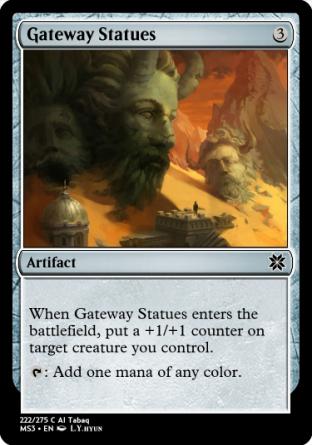 Gateway Statues 3
Artifact
When Gateway Statues enters the
battlefield, put a +1/+1 counter on
target creature you control.
: Add one mana of any color.
222/275 C Al Tabaq
MS3 • EN L.Y.HYUN